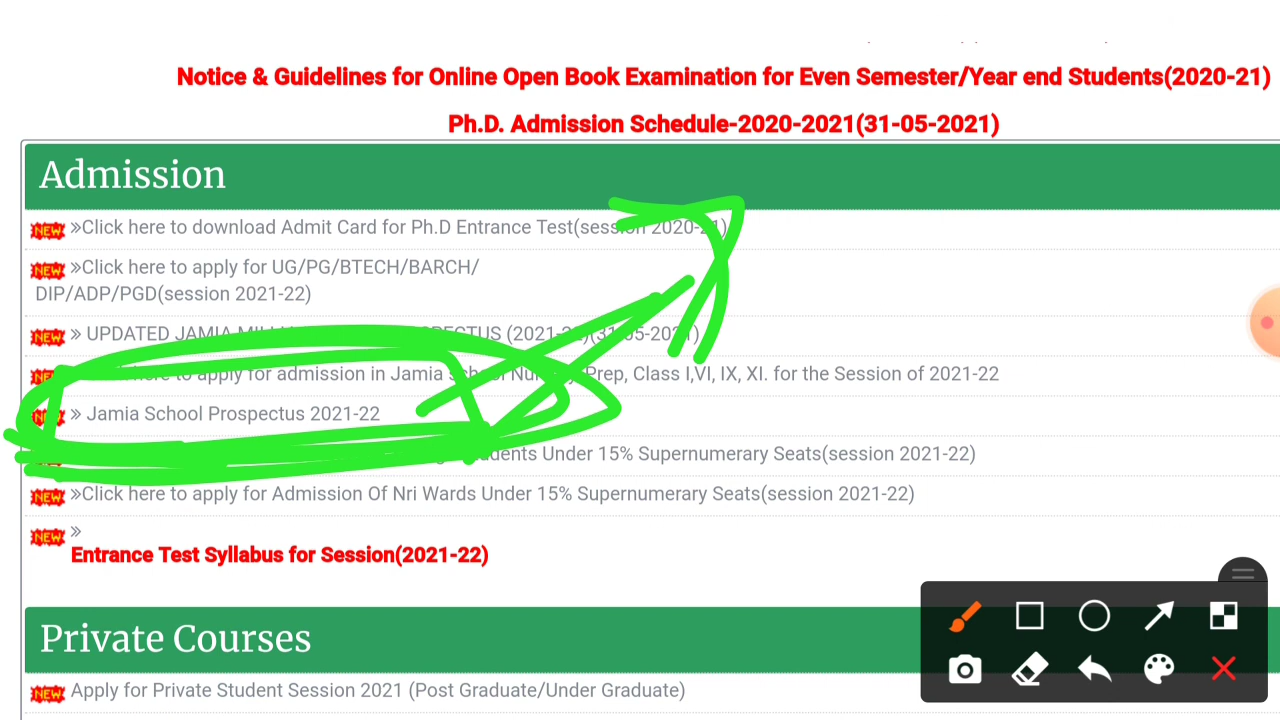 Notice & Guidelines for Online Open Book Examination for Even Semester/Year end Students(2020-21)
Ph.D. Admission Schedule-2020-2021(31-05-2021)
Admission
NEW »Click here to download Admit Card for Ph.D Entrance Test(session 2020-21)
NEW »Click here to apply for UG/PG/BTECH/BARCH/
DIP/ADP/PGD(session 2021-22)
NEW » UPDATED JAMIA (2021-22)(31-05-2021)
NEW here to apply for admission in Jamia School Nursery, Prep, Class I,VI, IX, XI. for the Session of 2021-22
NEW » Jamia School Prospectus 2021-22
Students Under 15% Supernumerary Seats(session 2021-22)
NEW »Click here to apply for Admission Of Nri Wards Under 15% Supernumerary Seats(session 2021-22)
NEW »
Entrance Test Syllabus for Session(2021-22)
Private Courses
NEW Apply for Private Student Session 2021 (Post Graduate/Under Graduate)